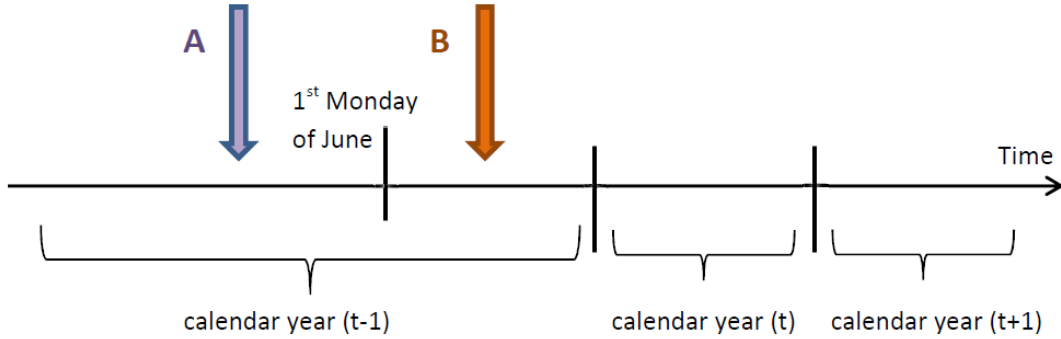 A
B
1st Monday
of June
Time
calendar year (t-1)
calendar year (t)
calendar year (t+1)